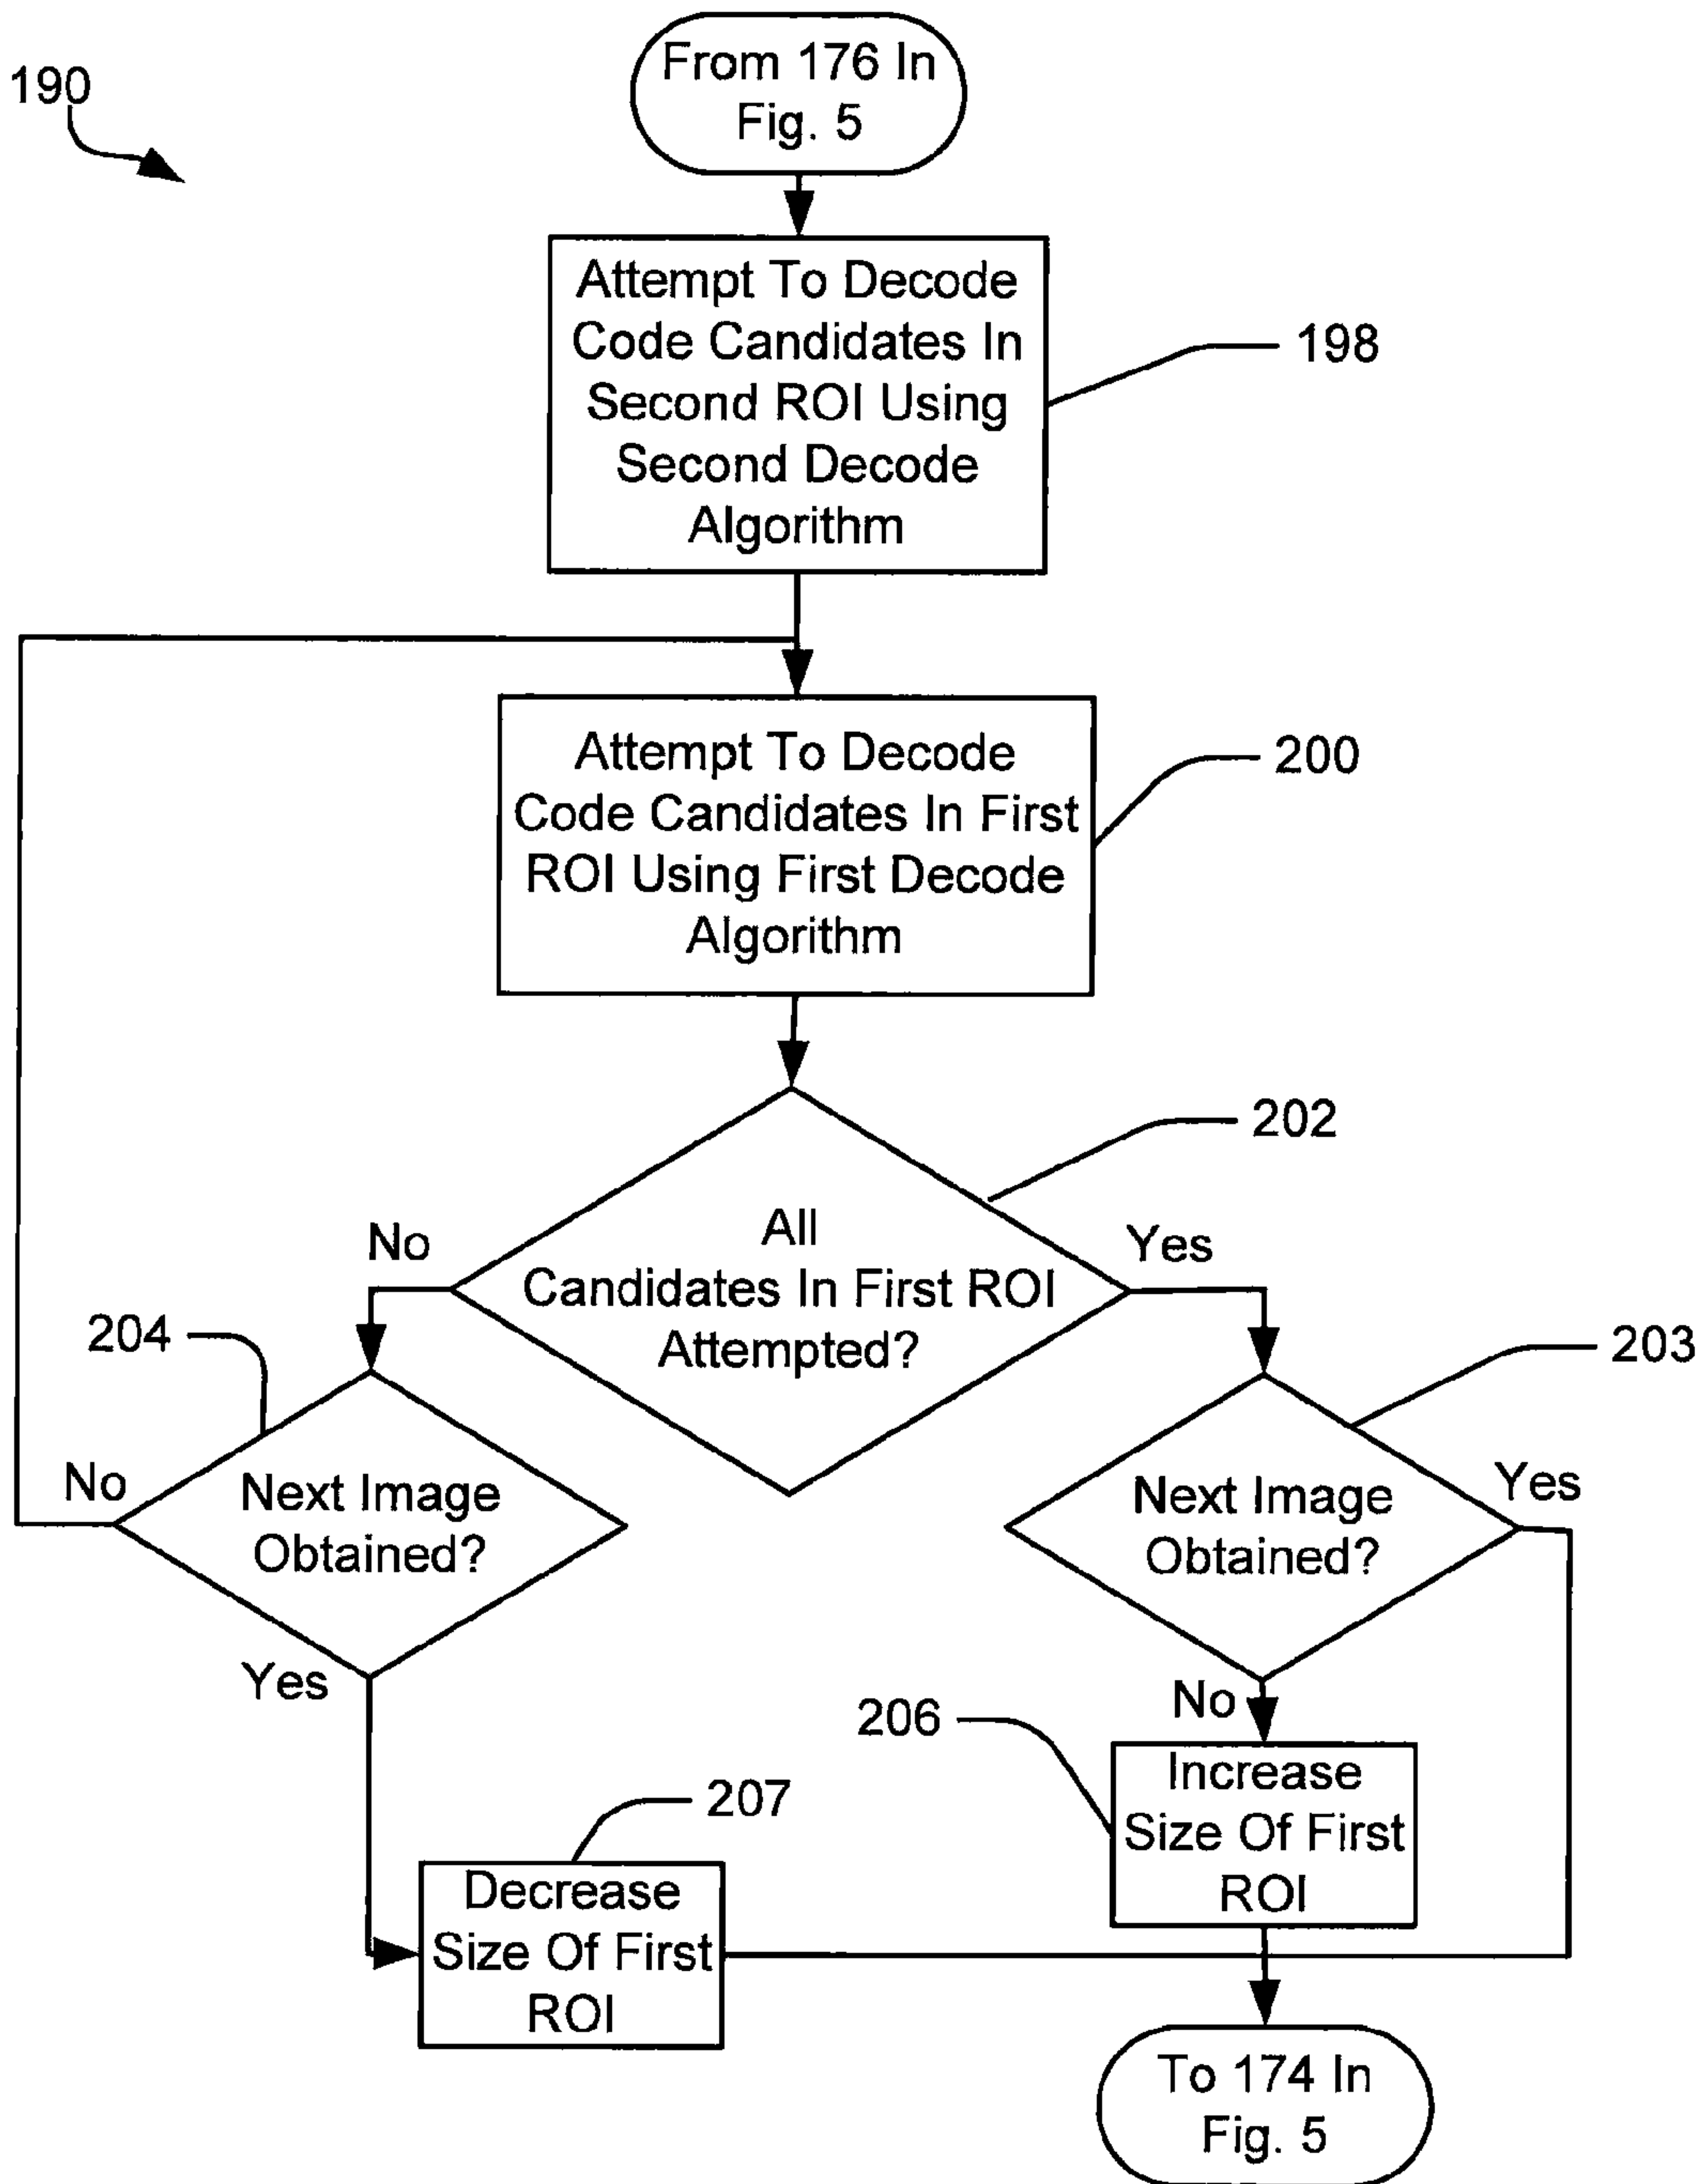 190
From 176 In
Fig. 5
Attempt To Decode
Code Candidates In
Second ROI Using
Second Decode
Algorithm
198
Attempt To Decode
Code Candidates In First
ROI Using First Decode
Algorithm
200
202
All
Candidates In First ROI
Attempted?
No
Yes
204
203
Next Image
Obtained?
No
Yes
Next Image
Obtained?
Yes
No
206
Increase
Size Of First
ROI
207
Decrease
Size Of First
ROI
To 174 In
Fig. 5